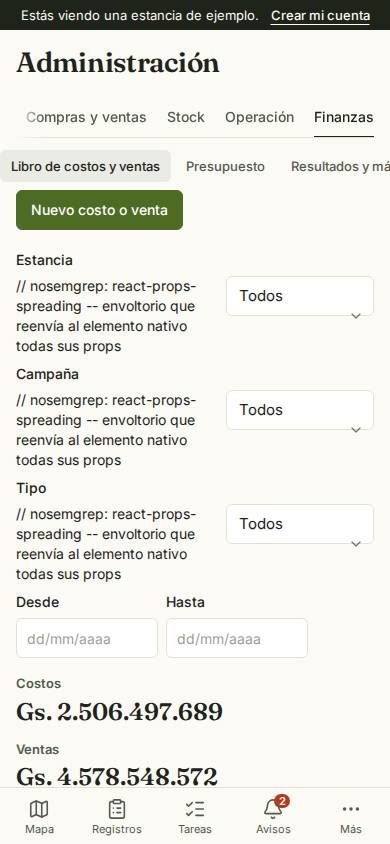 Estás viendo una estancia de ejemplo. Crear mi cuenta
Administración
Compras y ventas Stock Operación Finanzas
Libro de costos y ventas Presupuesto Resultados y má
Nuevo costo o venta
Estancia
// nosemgrep: react-props-
spreading -- envoltorio que
reenvía al elemento nativo
todas sus props
Todos
Campaña
// nosemgrep: react-props-
spreading -- envoltorio que
reenvía al elemento nativo
todas sus props
Todos
Tipo
// nosemgrep: react-props-
spreading -- envoltorio que
reenvía al elemento nativo
todas sus props
Todos
Desde Hasta
dd/mm/aaaa dd/mm/aaaa
Costos
Gs. 2.506.497.689
Ventas
Gs. 4.578.548.572
2
Mapa Registros Tareas Avisos Más